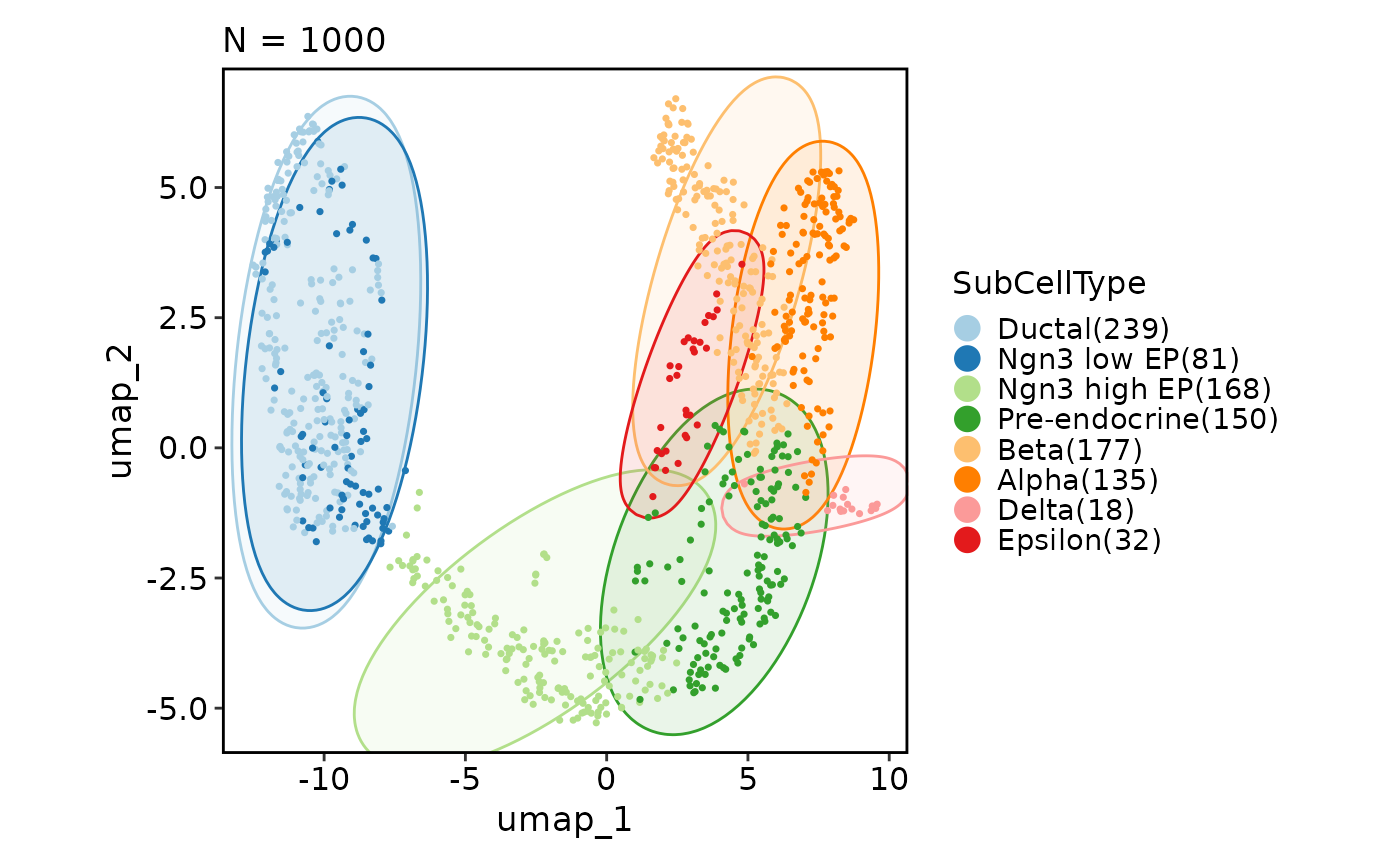 N = 1000
5.0
2.5
0.0
-2.5
-5.0
umap_2
-10
-5
0
5
10
umap_1
SubCellType
Ductal(239)
Ngn3 low EP(81)
Ngn3 high EP(168)
Pre-endocrine(150)
Beta(177)
Alpha(135)
Delta(18)
Epsilon(32)